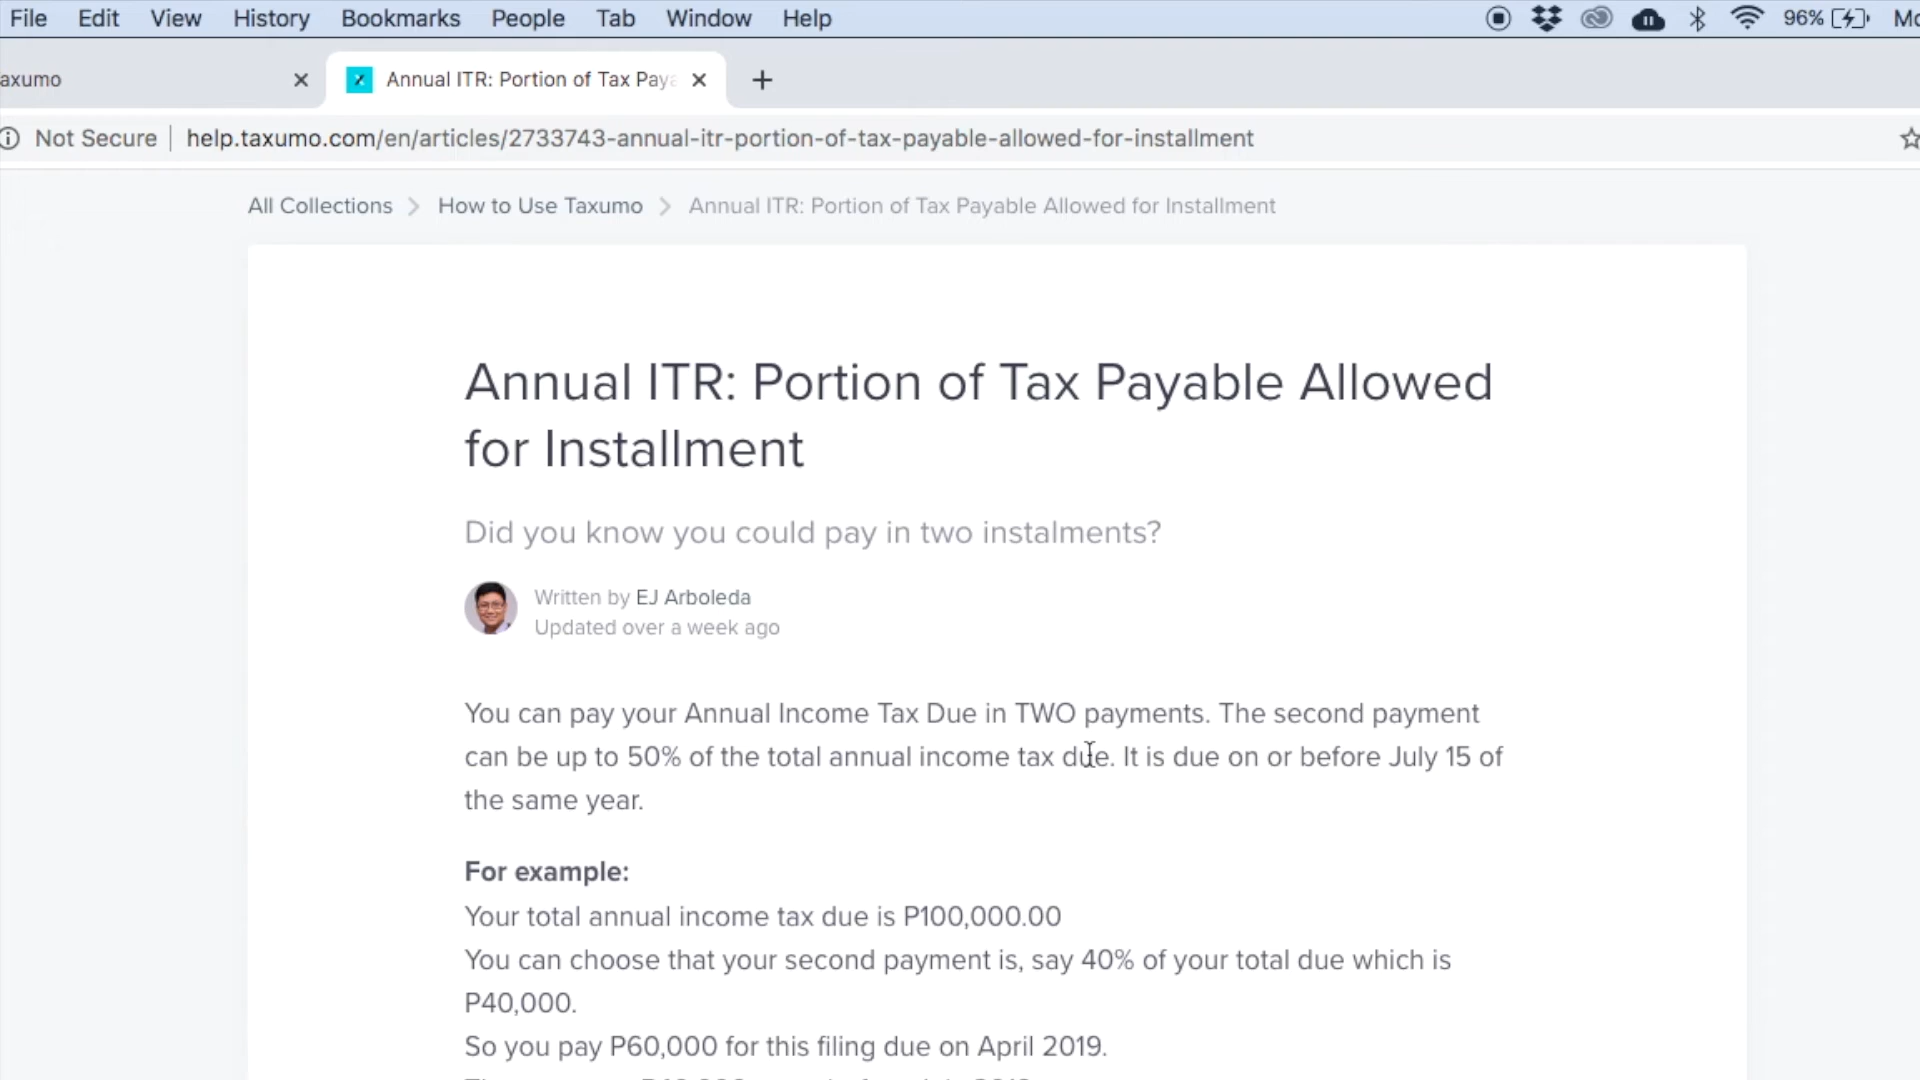 File Edit View History Bookmarks People Tab Window Help 96%
axumo Annual ITR: Portion of Tax Paya
Not Secure help.taxumo.com/en/articles/2733743-annual-itr-portion-of-tax-payable-allowed-for-installment
All Collections How to Use Taxumo Annual ITR: Portion of Tax Payable Allowed for Installment
Annual ITR: Portion of Tax Payable Allowed
for Installment
Did you know you could pay in two instalments?
Written by EJ Arboleda
Updated over a week ago
You can pay your Annual Income Tax Due in TWO payments. The second payment
can be up to 50% of the total annual income tax due. It is due on or before July 15 of
the same year.
For example:
Your total annual income tax due is P100,000.00
You can choose that your second payment is, say 40% of your total due which is
P40,000.
So you pay P60,000 for this filing due on April 2019.